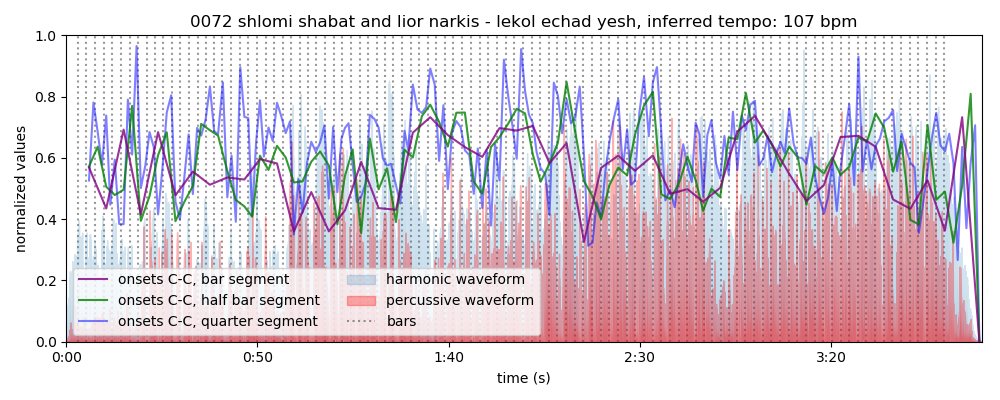 0072 shlomi shabat and lior narkis - lekol echad yesh, inferred tempo: 107 bpm
normalized values
1.0
0.8
0.6
0.4
0.2
0.0
onsets C-C, bar segment
onsets C-C, half bar segment
onsets C-C, quarter segment
harmonic waveform
percussive waveform
bars
0:00
0:50
1:40
2:30
3:20
time (s)